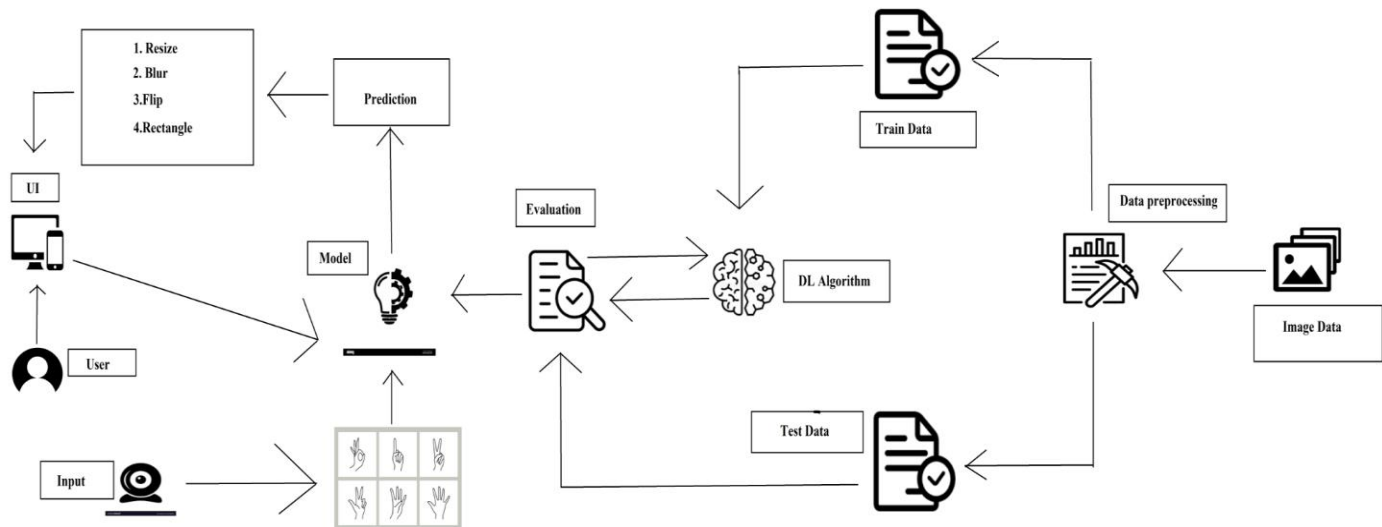 1. Resize
2. Blur
3.Flip
4.Rectangle
Prediction
Train Data
UI
Evaluation
Data preprocessing
Model
DL Algorithm
Image Data
User
Test Data
Input